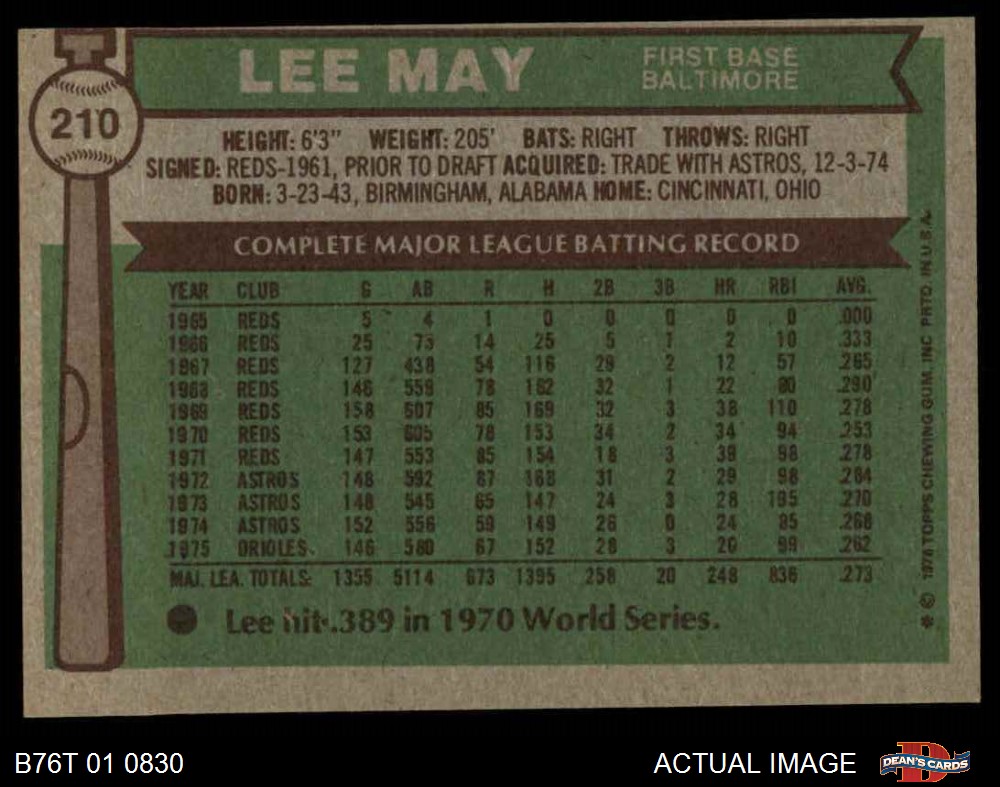 LEE MAY
FIRST BASE
BALTIMORE
210
HEIGHT: 6'3" WEIGHT: 205' BATS: RIGHT THROWS: RIGHT
SIGNED: REDS-1961, PRIOR TO DRAFT ACQUIRED: TRADE WITH ASTROS, 12-3-74
BORN: 3-23-43, BIRMINGHAM, ALABAMA HOME: CINCINNATI, OHIO
COMPLETE MAJOR LEAGUE BATTING RECORD
YEAR CLUB G AB R H 2B 3B HR RBI AVG.
1965 REDS 5 4 1 0 0 0 0 0 .000
1966 REDS 25 75 14 25 5 1 2 10 .333
1967 REDS 127 438 54 116 29 2 12 57 .265
1968 REDS 146 559 78 162 32 1 22 80 .290
1969 REDS 158 607 85 169 32 3 38 110 .278
1970 REDS 153 605 78 153 34 2 34 94 .253
1971 REDS 147 553 85 154 18 3 39 98 .278
1972 ASTROS 148 592 87 168 31 2 29 98 .284
1973 ASTROS 148 545 65 147 24 3 28 105 .270
1974 ASTROS 152 556 59 149 26 0 24 85 .268
1975 ORIOLES 146 580 67 152 28 3 20 99 .262
MAJ. LEA. TOTALS: 1355 5114 673 1395 258 20 248 836 .273
Lee hit .389 in 1970 World Series.
* © 1976 TOPPS CHEWING GUM, INC PRTD. IN U.S.A.
B76T 01 0830
ACTUAL IMAGE
D
DEAN'S CARDS